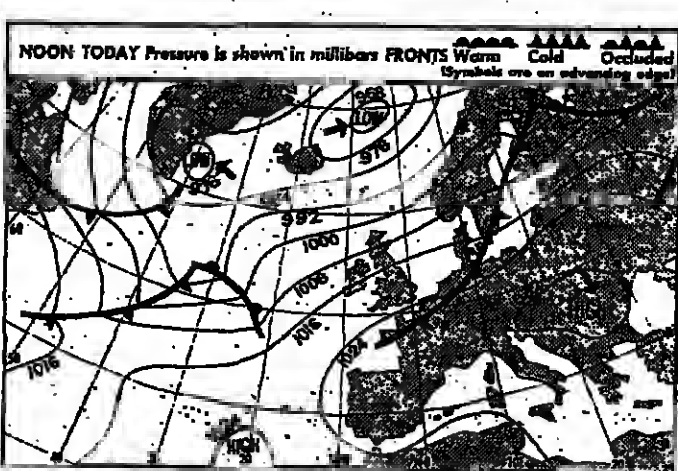 NOON TODAY Pressure is shown in millibars FRONTS Warm Cold Occluded
(Symbols are on advancing edge)
968
LOW
976
976
992
1000
1008
1016
1024
1016
HIGH